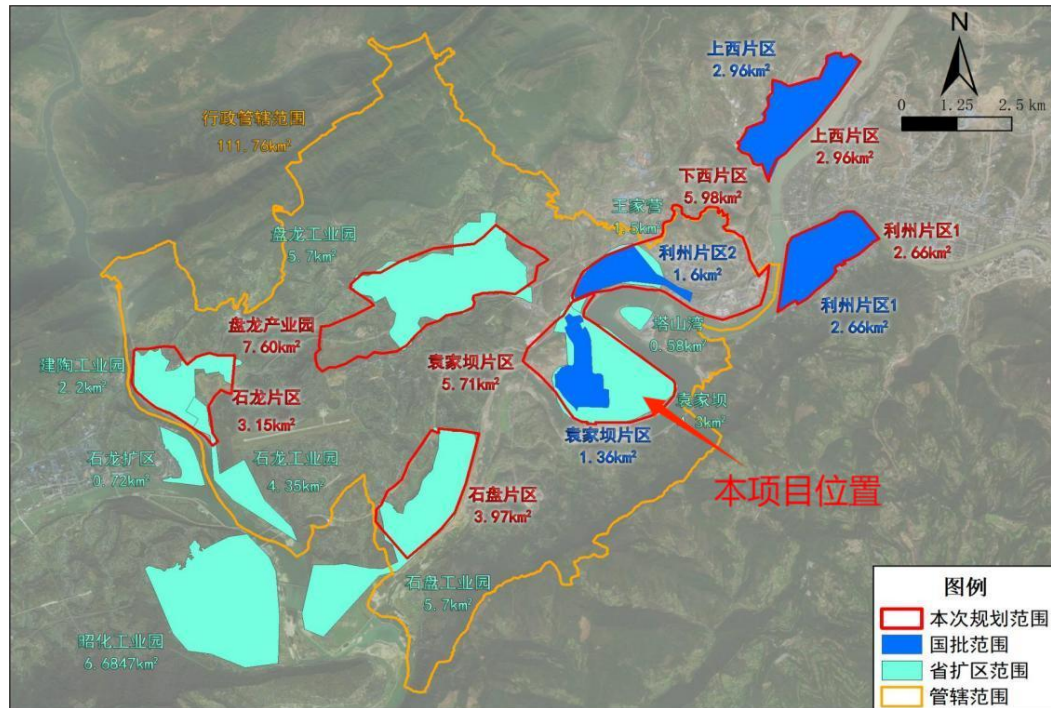 上西片区
2.96km²
N
0 1.25 2.5 km
行政管辖范围
111.76km²
上西片区
2.96km²
下西片区
5.98km²
王家营
1.5km²
盘龙工业园
5.7km²
利州片区2
1.6km²
利州片区1
2.66km²
利州片区1
2.66km²
塔山湾
0.58km²
盘龙产业园
7.60km²
袁家坝片区
5.71km²
建陶工业园
2.2km²
石龙片区
3.15km²
袁家坝
袁家坝片区
1.36km²
本项目位置
石龙扩区
0.72km²
石龙工业园
4.35km²
石盘片区
3.97km²
石盘工业园
5.7km²
昭化工业园
6.6847km²
图例
本次规划范围
国批范围
省扩区范围
管辖范围